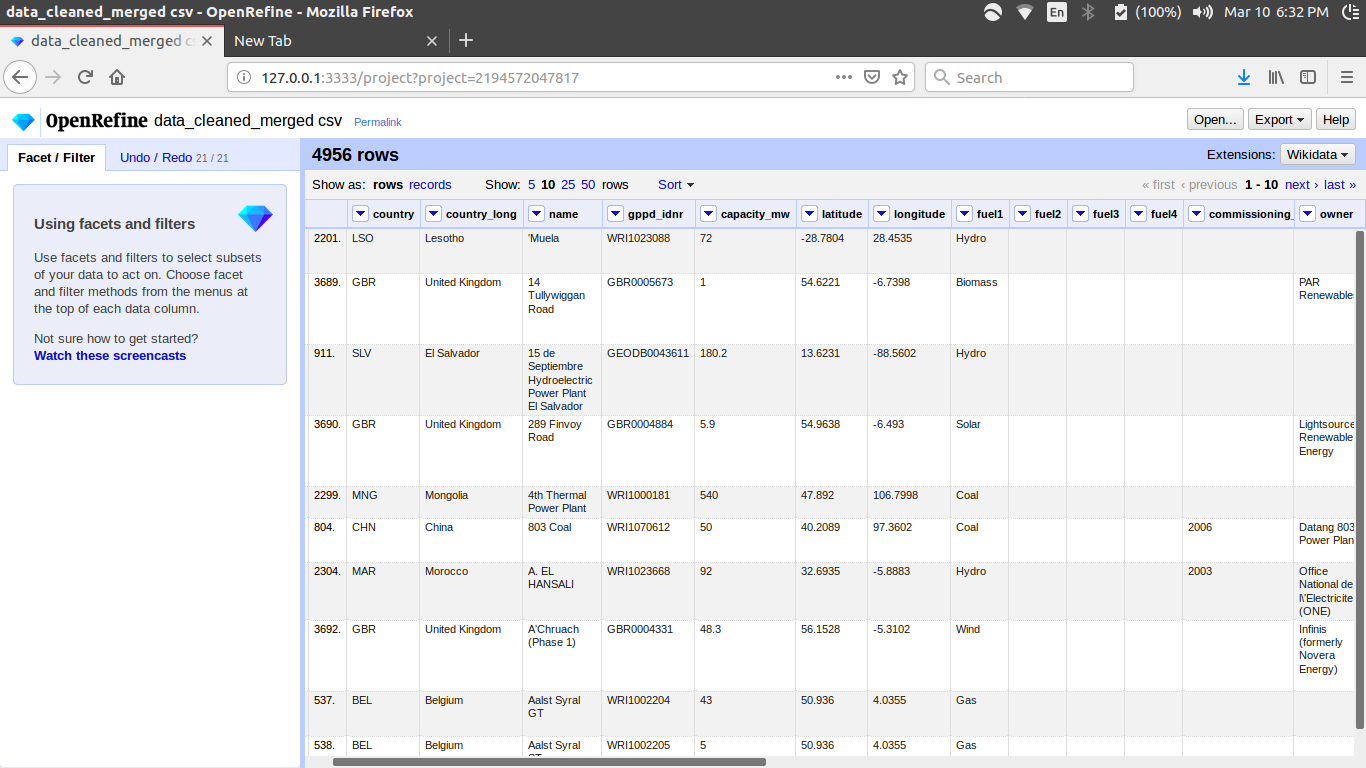 data_cleaned_merged csv - OpenRefine - Mozilla Firefox
En (100%) Mar 10 6:32 PM
data_cleaned_merged c
New Tab
127.0.0.1:3333/project?project=2194572047817
Search
OpenRefine data_cleaned_merged csv Permalink
Open... Export Help
Facet / Filter Undo / Redo 21 / 21
4956 rows
Extensions: Wikidata
Show as: rows records Show: 5 10 25 50 rows Sort
« first ‹ previous 1 - 10 next › last »
Using facets and filters
Use facets and filters to select subsets
of your data to act on. Choose facet
and filter methods from the menus at
the top of each data column.
Not sure how to get started?
Watch these screencasts
country country_long name gppd_idnr capacity_mw latitude longitude fuel1 fuel2 fuel3 fuel4 commissioning_ owner
2201. LSO Lesotho 'Muela WRI1023088 72 -28.7804 28.4535 Hydro
3689. GBR United Kingdom 14 GBR0005673 1 54.6221 -6.7398 Biomass PAR
Tullywiggan Renewable
Road
911. SLV El Salvador 15 de GEODB0043611 180.2 13.6231 -88.5602 Hydro
Septiembre
Hydroelectric
Power Plant
El Salvador
3690. GBR United Kingdom 289 Finvoy GBR0004884 5.9 54.9638 -6.493 Solar Lightsource
Road Renewable
Energy
2299. MNG Mongolia 4th Thermal WRI1000181 540 47.892 106.7998 Coal
Power Plant
804. CHN China 803 Coal WRI1070612 50 40.2089 97.3602 Coal 2006 Datang 803
Power Plan
2304. MAR Morocco A. EL WRI1023668 92 32.6935 -5.8883 Hydro 2003 Office
HANSALI National de
l\'Electricite
(ONE)
3692. GBR United Kingdom A'Chruach GBR0004331 48.3 56.1528 -5.3102 Wind Infinis
(Phase 1) (formerly
Novera
Energy)
537. BEL Belgium Aalst Syral WRI1002204 43 50.936 4.0355 Gas
GT
538. BEL Belgium Aalst Syral WRI1002205 5 50.936 4.0355 Gas